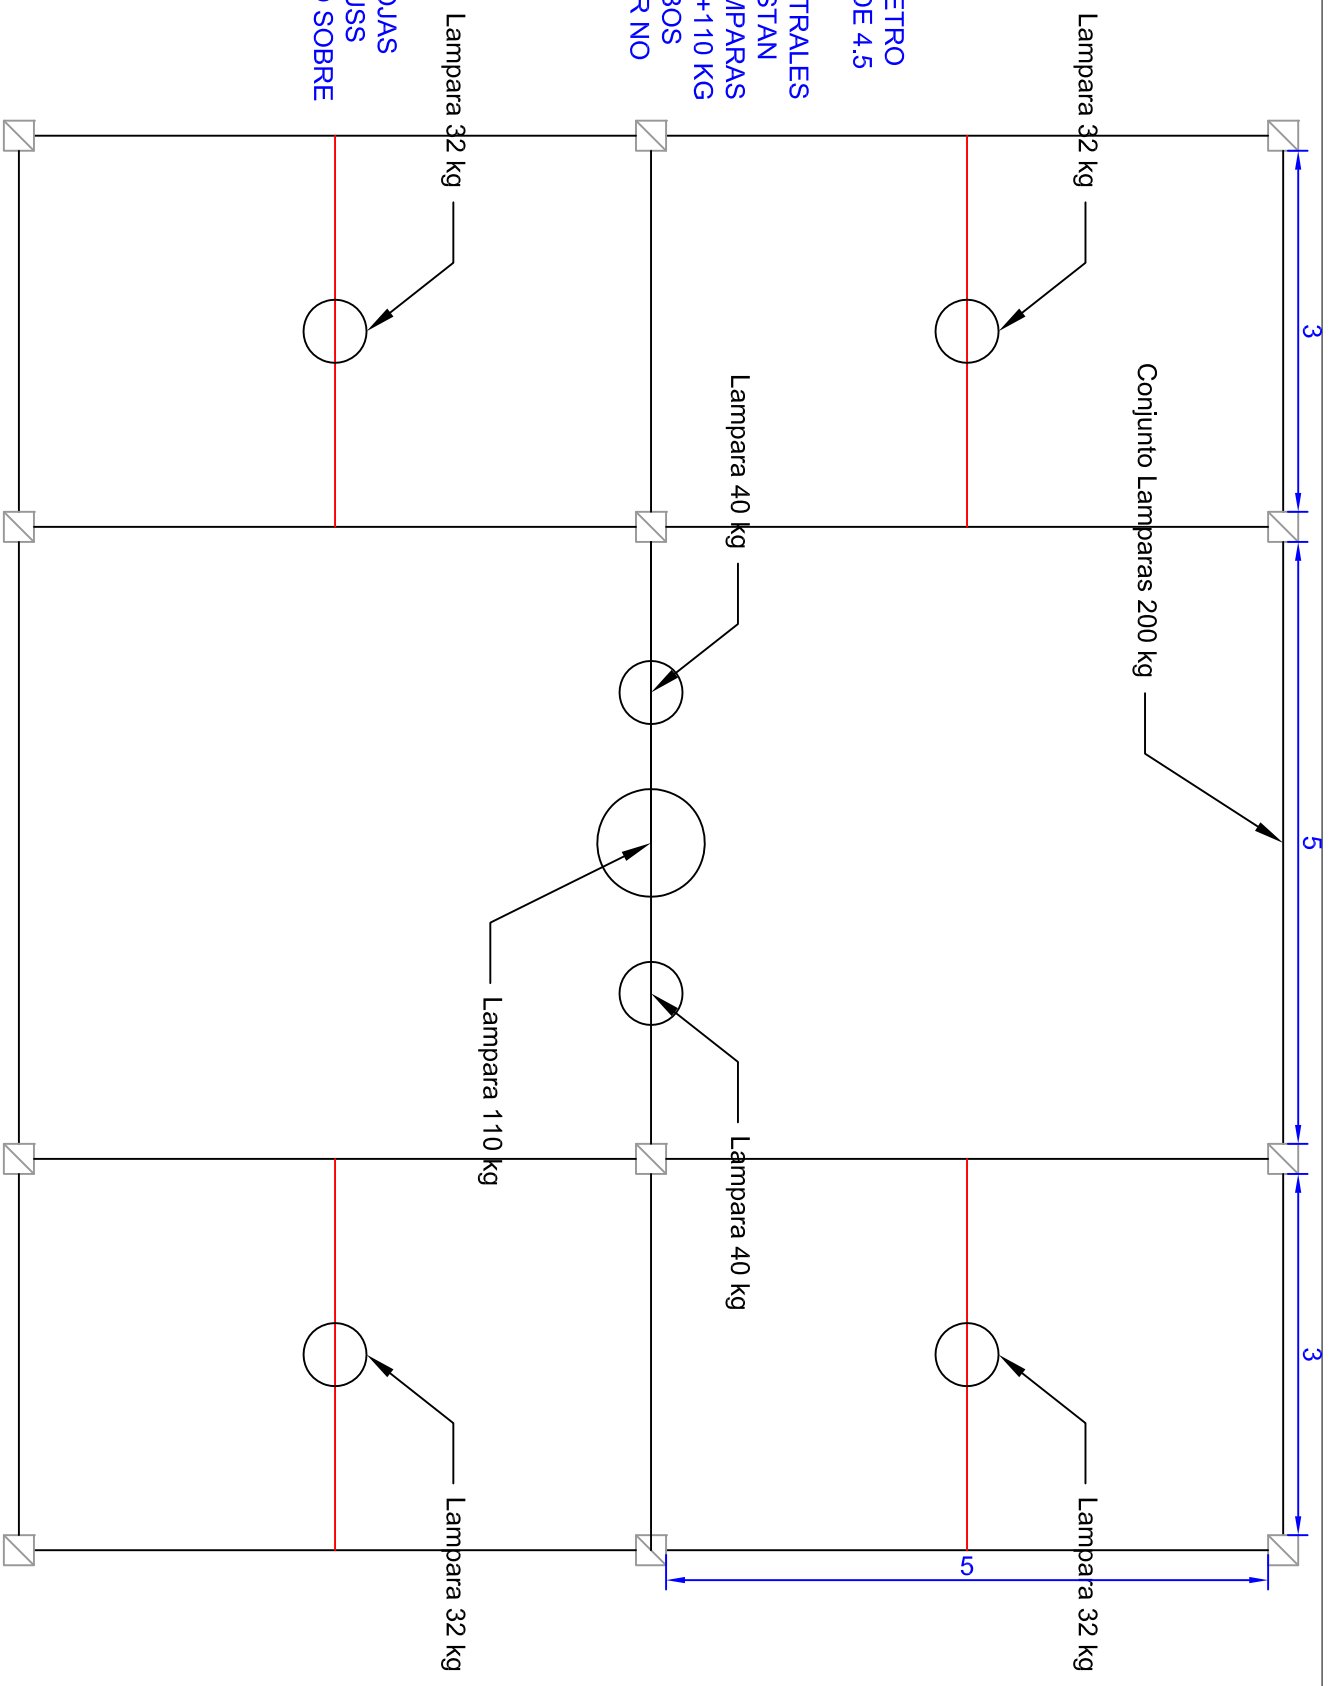 3
5
3
Conjunto Lamparas 200 kg
Lampara 32 kg
Lampara 32 kg
5
ETRO
DE 4.5
TRALES
STAN
MPARAS
+110 KG
BOS
R NO
Lampara 40 kg
Lampara 40 kg
Lampara 110 kg
Lampara 32 kg
Lampara 32 kg
OJAS
USS
SOBRE